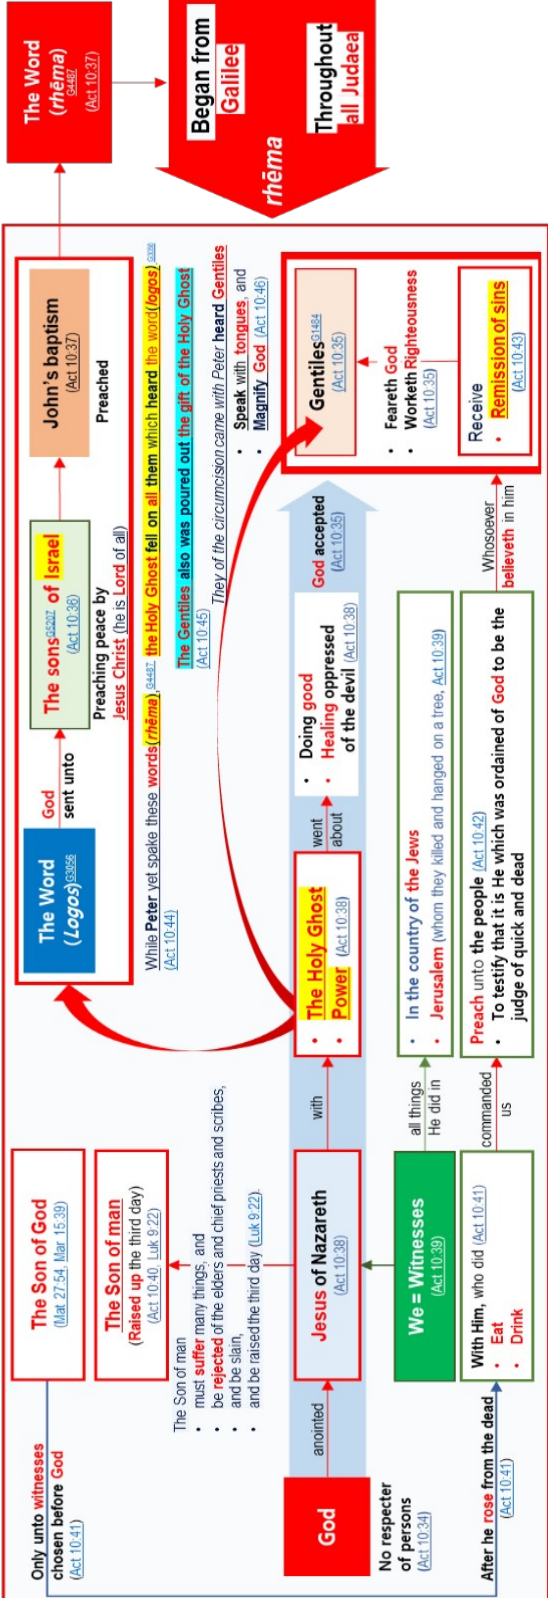 Only unto witnesses
chosen before God
(Act 10:41)
The Son of God
(Mat 27:54, Mar 15:39)
The Son of man
(Raised up the third day)
(Act 10:40, Luk 9:22)
The Son of man
• must suffer many things, and
• be rejected of the elders and chief priests and scribes,
• and be slain,
• and be raised the third day (Luk 9:22).
The Word
(Logos)G3056
God
sent unto
The sonsG5207 of Israel
(Act 10:36)
John's baptism
(Act 10:37)
Preaching peace by
Jesus Christ (he is Lord of all)
Preached
The Word
(rhēma)
G4487
(Act 10:37)
Began from
Galilee
Throughout
all Judaea
rhēma
While Peter yet spake these words(rhēma),G4487 the Holy Ghost fell on all them which heard the word(logos).G3056
(Act 10:44)
The Gentiles also was poured out the gift of the Holy Ghost
(Act 10:45)
They of the circumcision came with Peter heard Gentiles
• Speak with tongues, and
• Magnify God (Act 10:46)
God
anointed
Jesus of Nazareth
(Act 10:38)
with
• The Holy Ghost
• Power (Act 10:38)
went
about
• Doing good
• Healing oppressed
of the devil (Act 10:38)
God accepted
(Act 10:35)
GentilesG1484
(Act 10:35)
• Feareth God
• Worketh Righteousness
(Act 10:35)
Receive
• Remission of sins
(Act 10:43)
No respecter
of persons
(Act 10:34)
We = Witnesses
(Act 10:39)
all things
He did in
• In the country of the Jews
• Jerusalem (whom they killed and hanged on a tree, Act 10:39)
After he rose from the dead
(Act 10:41)
With Him, who did (Act 10:41)
• Eat
• Drink
commanded
us
Preach unto the people (Act 10:42)
• To testify that it is He which was ordained of God to be the
judge of quick and dead
Whosoever
believeth in him